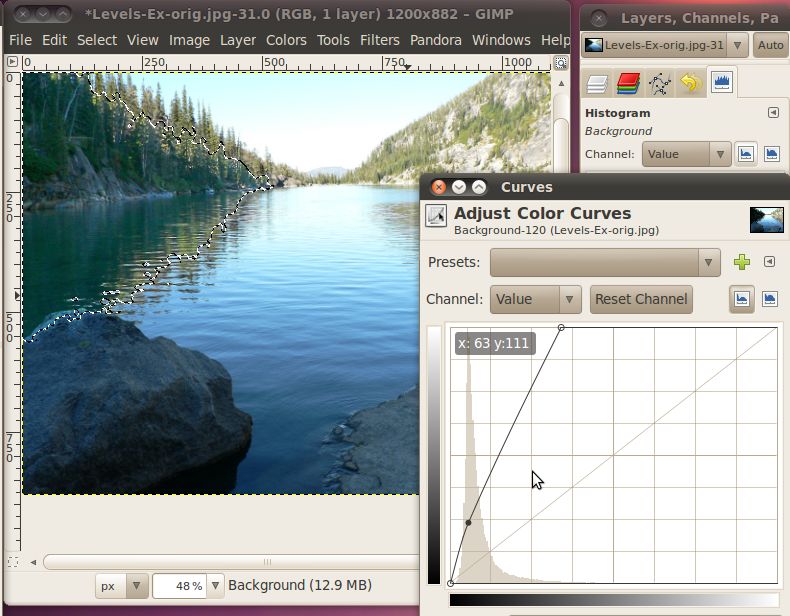 *Levels-Ex-orig.jpg-31.0 (RGB, 1 layer) 1200x882 – GIMP
File Edit Select View Image Layer Colors Tools Filters Pandora Windows Help
0 250 500 750 1000
0
250
500
750
px 48 % Background (12.9 MB)
Layers, Channels, Pa
Levels-Ex-orig.jpg-31 Auto
Histogram
Background
Channel: Value
Curves
Adjust Color Curves
Background-120 (Levels-Ex-orig.jpg)
Presets:
Channel: Value Reset Channel
x: 63 y:111